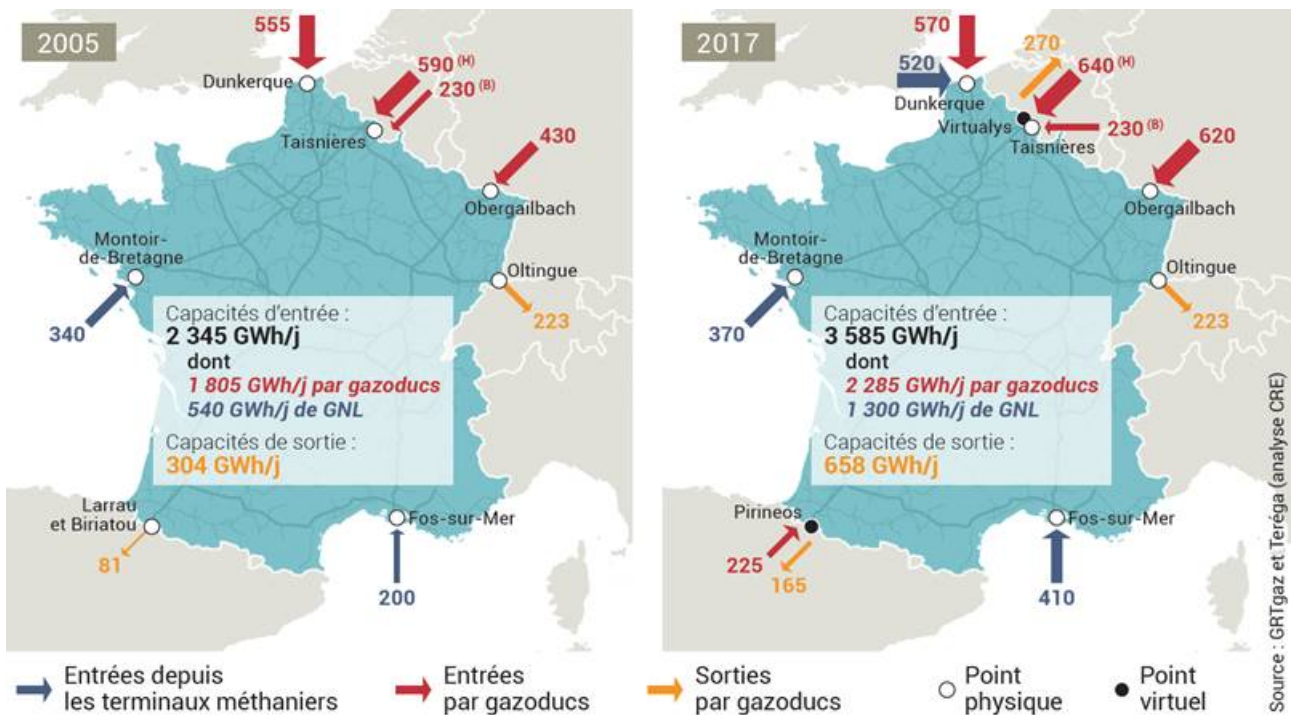 2005
555
Dunkerque
590 (H)
230 (B)
Taisnières
430
Obergailbach
Montoir-
de-Bretagne
Oltingue
340
223
Capacités d'entrée :
2 345 GWh/j
dont
1 805 GWh/j par gazoducs
540 GWh/j de GNL
Capacités de sortie :
304 GWh/j
Larrau
et Biriatou
Fos-sur-Mer
81
200
2017
570
270
520
640 (H)
Dunkerque
Virtualys
230 (B)
Taisnières
620
Obergailbach
Montoir-
de-Bretagne
Oltingue
370
223
Capacités d'entrée :
3 585 GWh/j
dont
2 285 GWh/j par gazoducs
1 300 GWh/j de GNL
Capacités de sortie :
658 GWh/j
Pirineos
Fos-sur-Mer
225
165
410
Source : GRTgaz et Teréga (analyse CRE)
Entrées depuis
les terminaux méthaniers
Entrées
par gazoducs
Sorties
par gazoducs
Point
physique
Point
virtuel